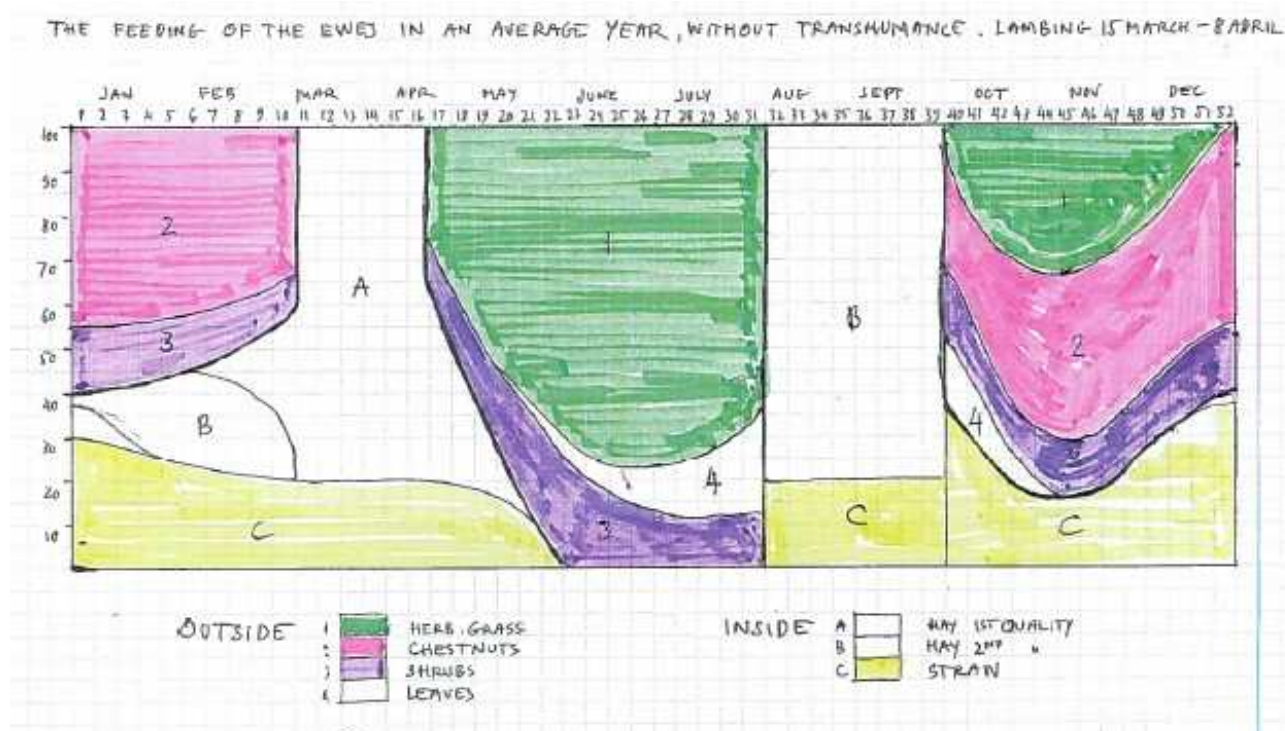 THE FEEDING OF THE EWES IN AN AVERAGE YEAR, WITHOUT TRANSHUMANCE. LAMBING 15 MARCH - 8 ABRIL
JAN FEB MAR APR MAY JUNE JULY AUG SEPT OCT NOV DEC
1 2 3 4 5 6 7 8 9 10 11 12 13 14 15 16 17 18 19 20 21 22 23 24 25 26 27 28 29 30 31 32 33 34 35 36 37 38 39 40 41 42 43 44 45 46 47 48 49 50 51 52
100
90
80
70
60
50
40
30
20
10
2
3
B
A
C
1
4
3
B
C
1
2
3
4
C
OUTSIDE
1 HERB. GRASS
2 CHESTNUTS
3 SHRUBS
4 LEAVES
INSIDE
A HAY 1ST QUALITY
B HAY 2ND "
C STRAW